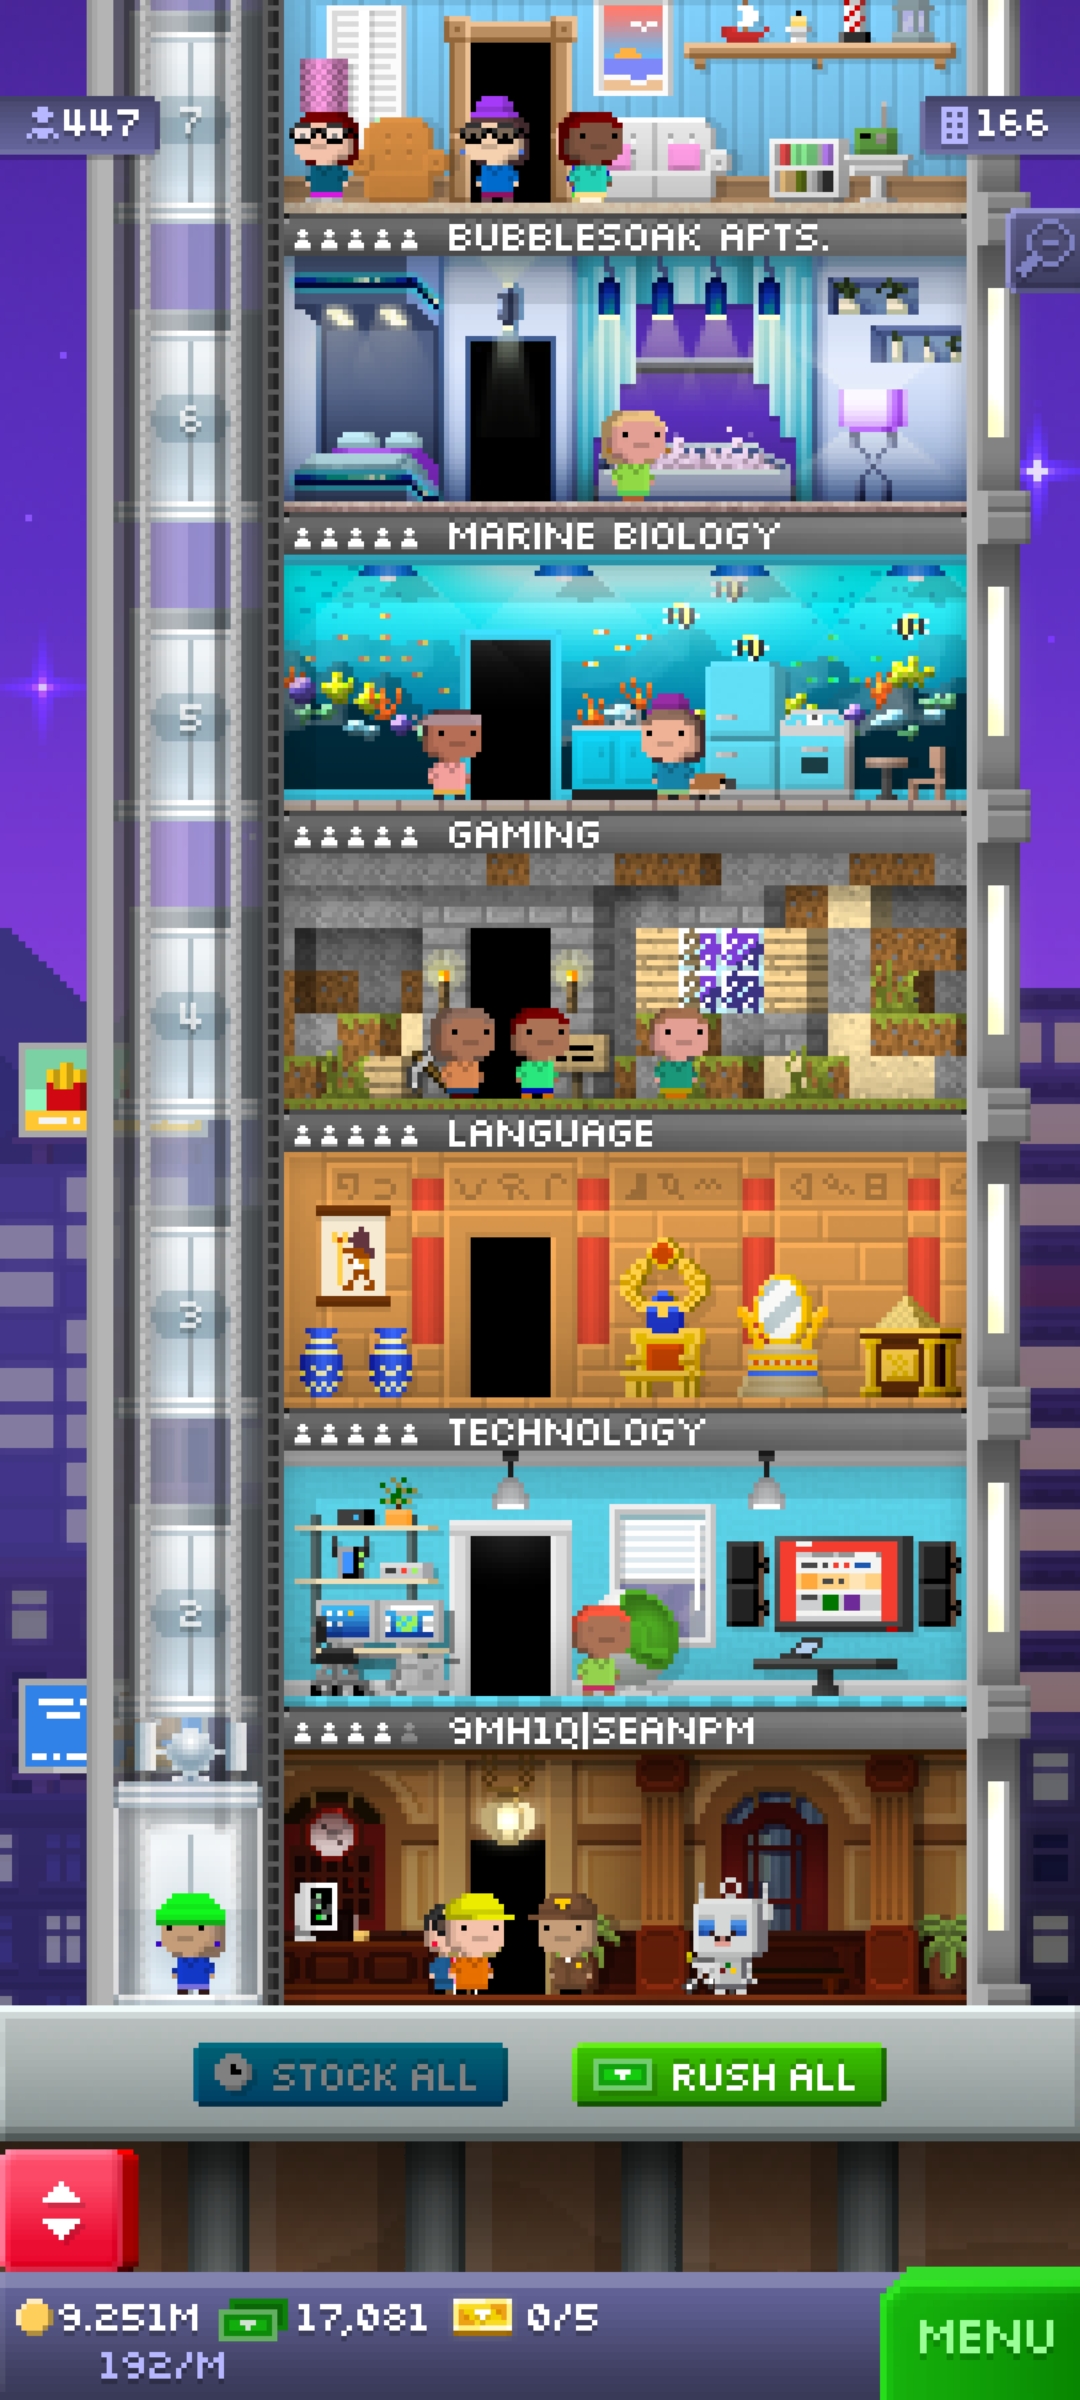 7
447
166
BUBBLESOAK APTS.
6
MARINE BIOLOGY
5
GAMING
4
LANGUAGE
3
TECHNOLOGY
2
9MH1Q|SEANPM
STOCK ALL
RUSH ALL
9.251M 17,081 0/5
192/M
MENU